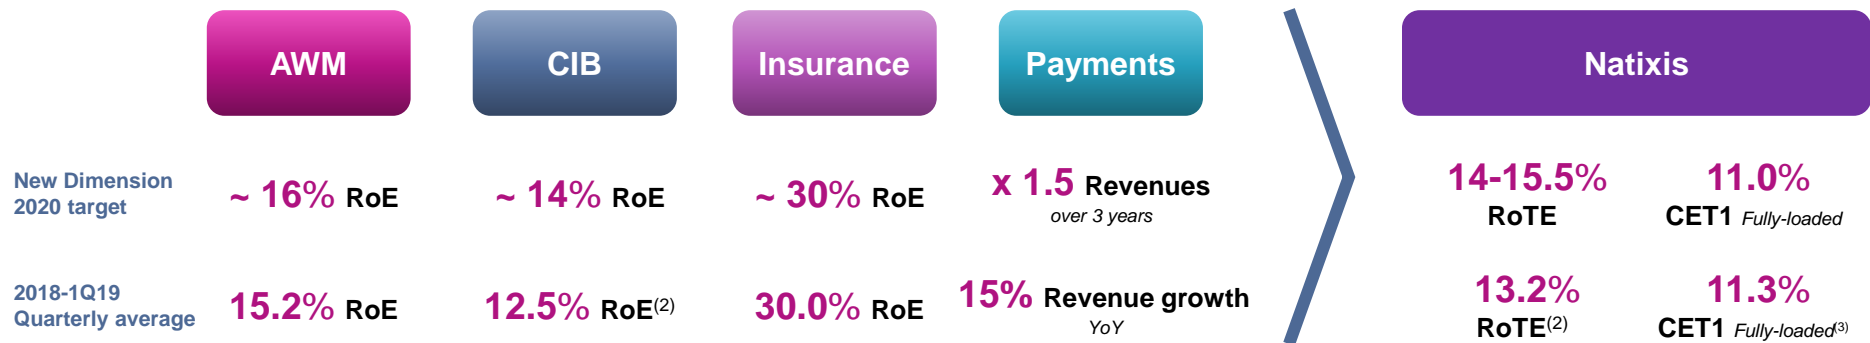 AWM
CIB
Insurance
Payments
Natixis
New Dimension
2020 target
~ 16% RoE
~ 14% RoE
~ 30% RoE
x 1.5 Revenues
over 3 years
14-15.5%
RoTE
11.0%
CET1 Fully-loaded
2018-1Q19
Quarterly average
15.2% RoE
12.5% RoE(2)
30.0% RoE
15% Revenue growth
YoY
13.2%
RoTE(2)
11.3%
CET1 Fully-loaded(3)